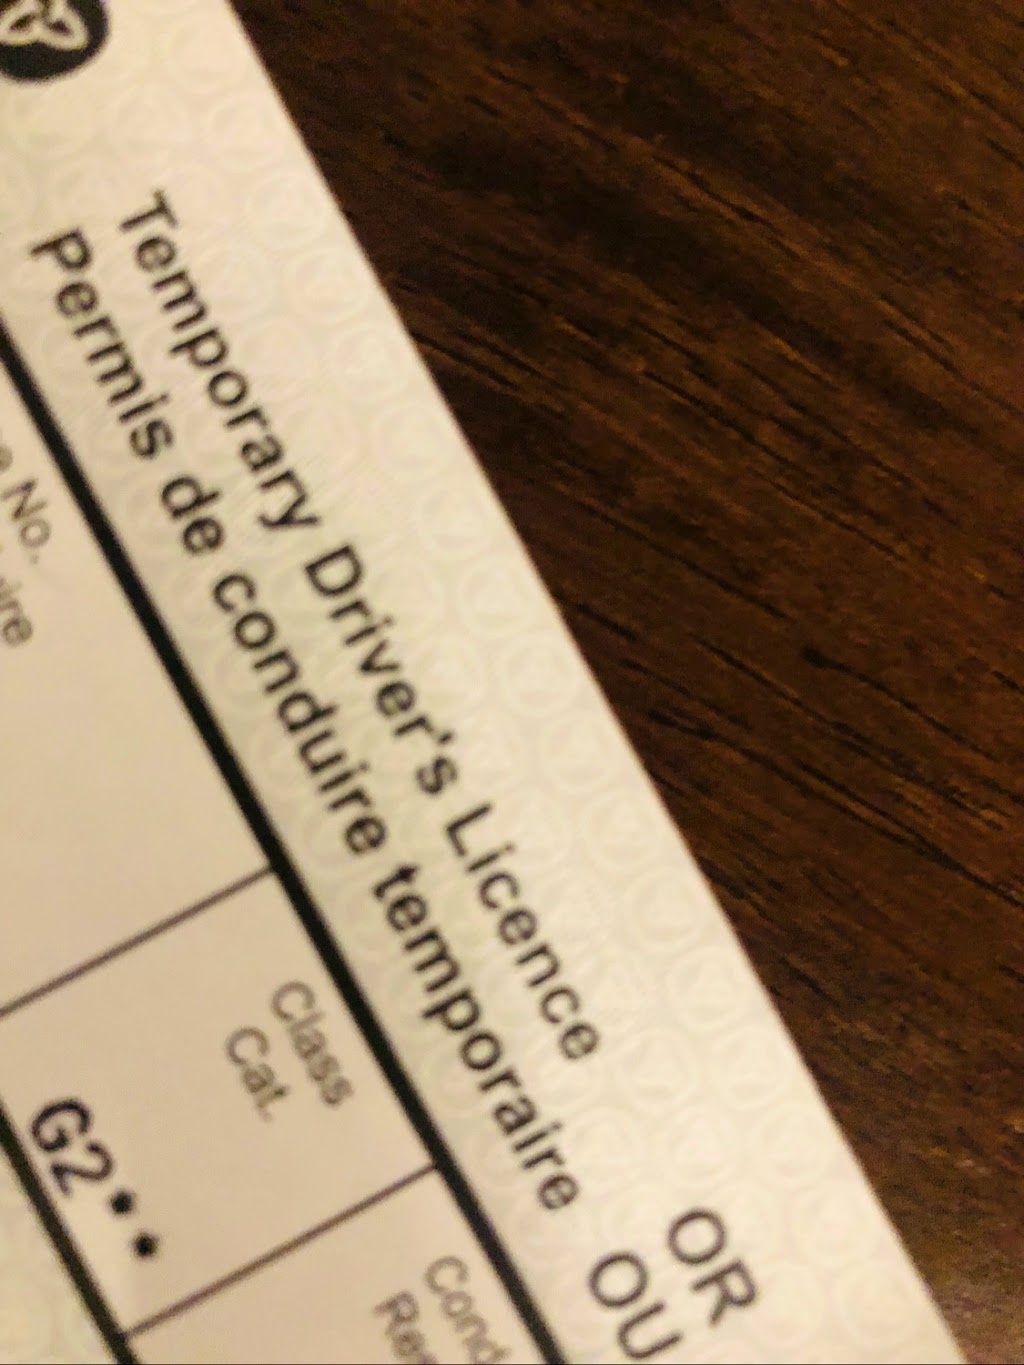 Temporary Driver's Licence OR
Permis de conduire temporaire OU
No.
Class
Cat.
G2**